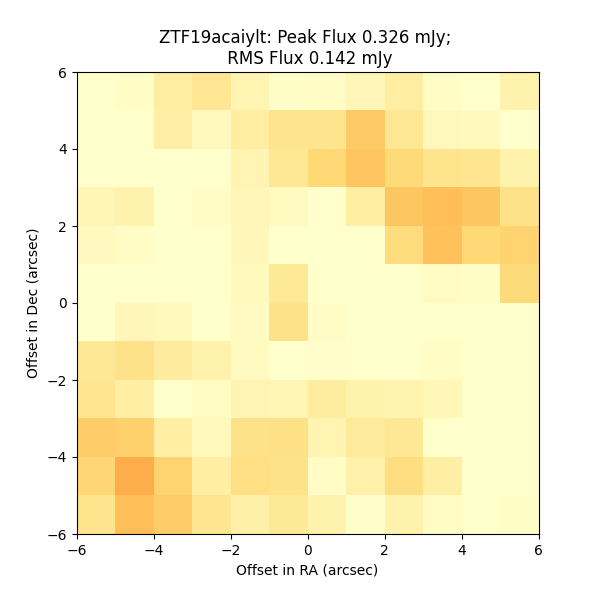 ZTF19acaiylt: Peak Flux 0.326 mJy;
RMS Flux 0.142 mJy
6
4
2
0
−2
−4
−6
Offset in Dec (arcsec)
−6 −4 −2 0 2 4 6
Offset in RA (arcsec)